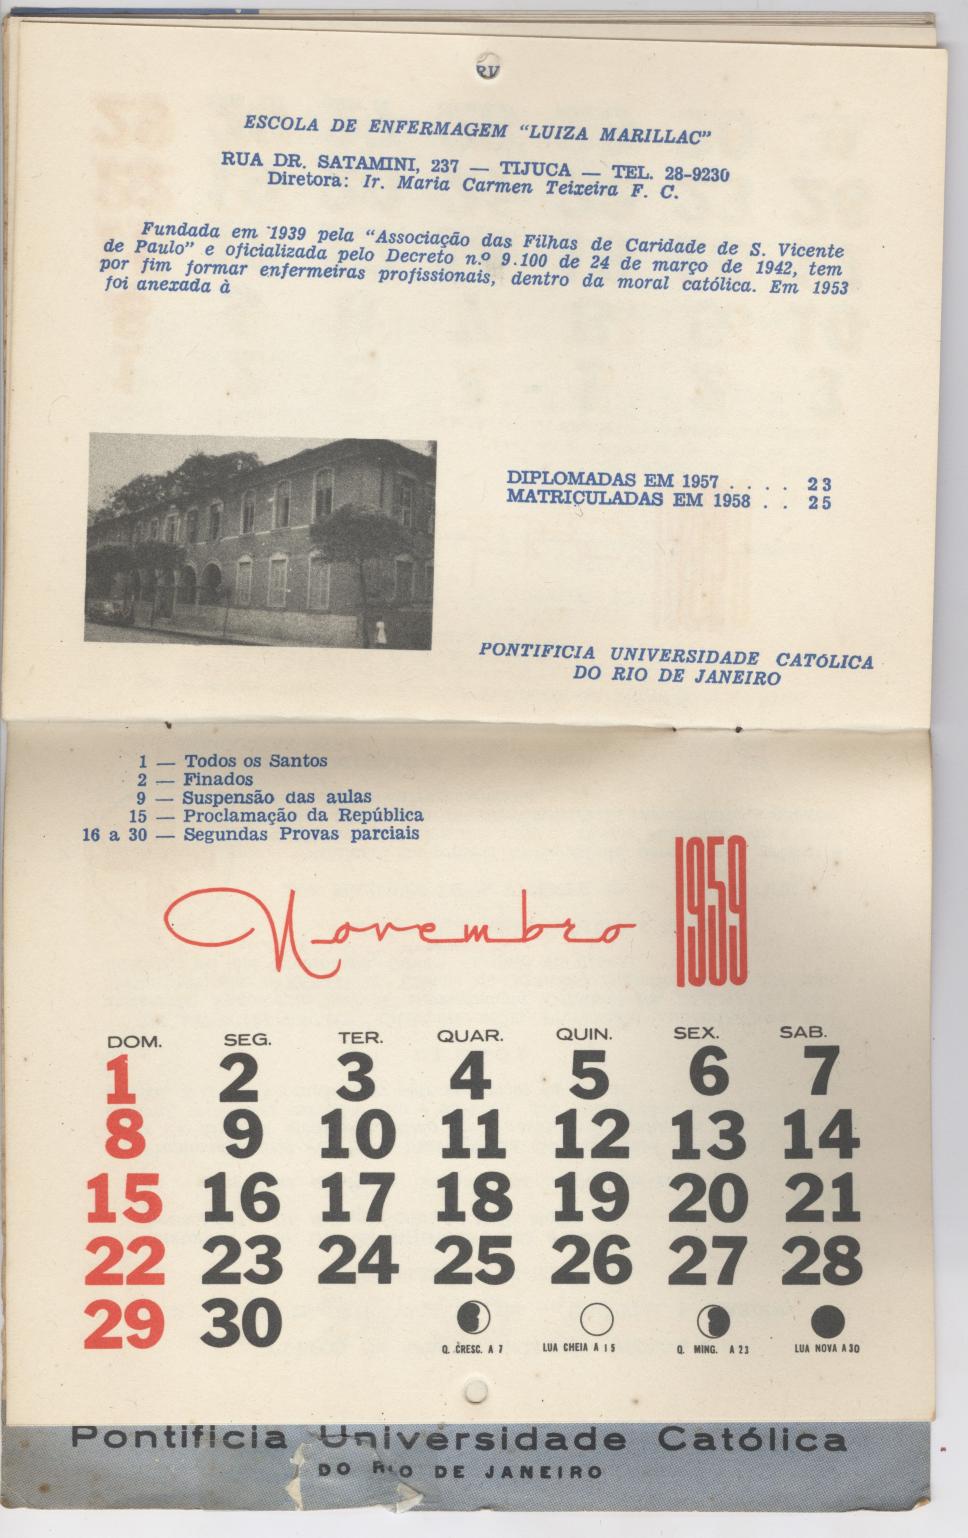 RV
ESCOLA DE ENFERMAGEM “LUIZA MARILLAC”
RUA DR. SATAMINI, 237 — TIJUCA — TEL. 28-9230
Diretora: Ir. Maria Carmen Teixeira F. C.
Fundada em 1939 pela “Associação das Filhas de Caridade de S. Vicente
de Paulo” e oficializada pelo Decreto n.º 9.100 de 24 de março de 1942, tem
por fim formar enfermeiras profissionais, dentro da moral católica. Em 1953
foi anexada à
DIPLOMADAS EM 1957 . . . . 23
MATRICULADAS EM 1958 . . 25
PONTIFICIA UNIVERSIDADE CATÓLICA
DO RIO DE JANEIRO
1 — Todos os Santos
2 — Finados
9 — Suspensão das aulas
15 — Proclamação da República
16 a 30 — Segundas Provas parciais
Novembro 1959
DOM. SEG. TER. QUAR. QUIN. SEX. SAB.
1 2 3 4 5 6 7
8 9 10 11 12 13 14
15 16 17 18 19 20 21
22 23 24 25 26 27 28
29 30
Q. CRESC. A 7 LUA CHEIA A 15 Q. MING. A 23 LUA NOVA A 30
Pontificia Universidade Católica
DO RIO DE JANEIRO